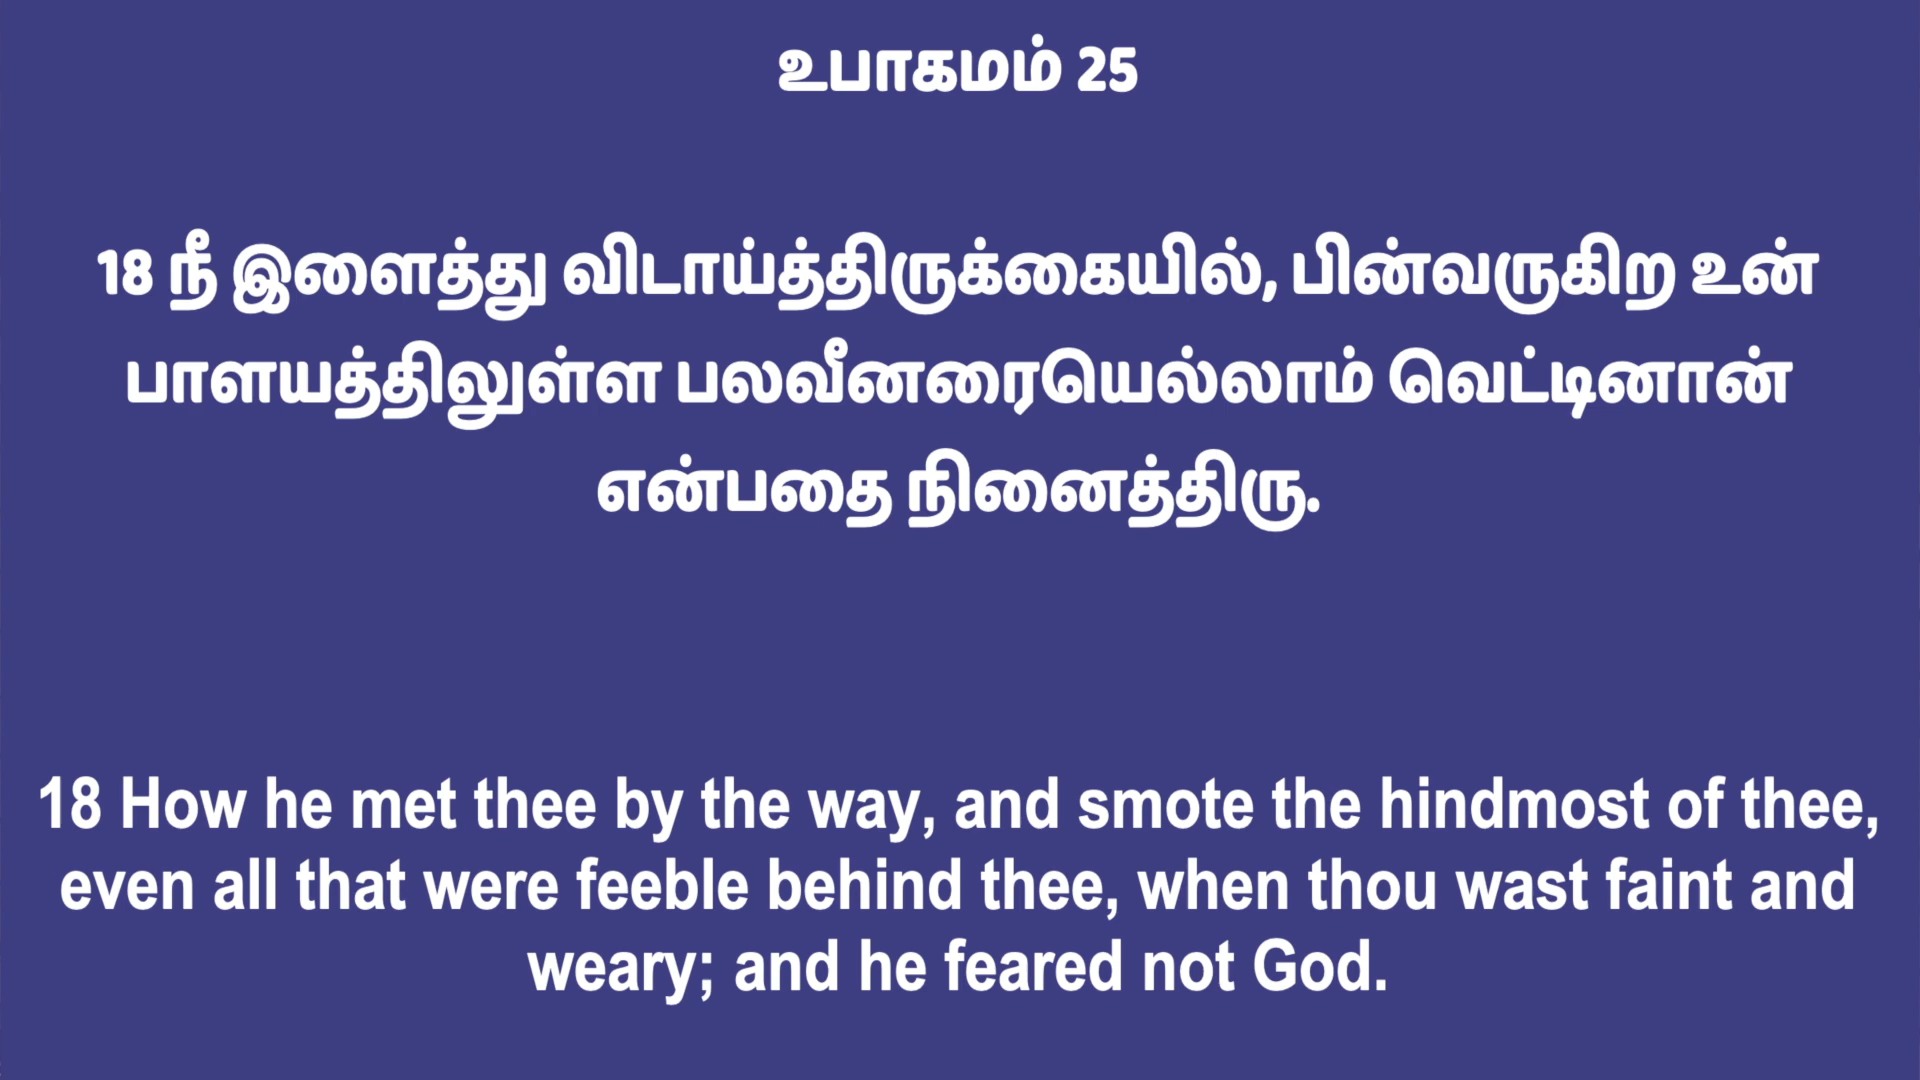 உபாகமம் 25
18 நீ இளைத்து விடாய்த்திருக்கையில், பின்வருகிற உன்
பாளயத்திலுள்ள பலவீனரையெல்லாம் வெட்டினான்
என்பதை நினைத்திரு.
18 How he met thee by the way, and smote the hindmost of thee,
even all that were feeble behind thee, when thou wast faint and
weary; and he feared not God.